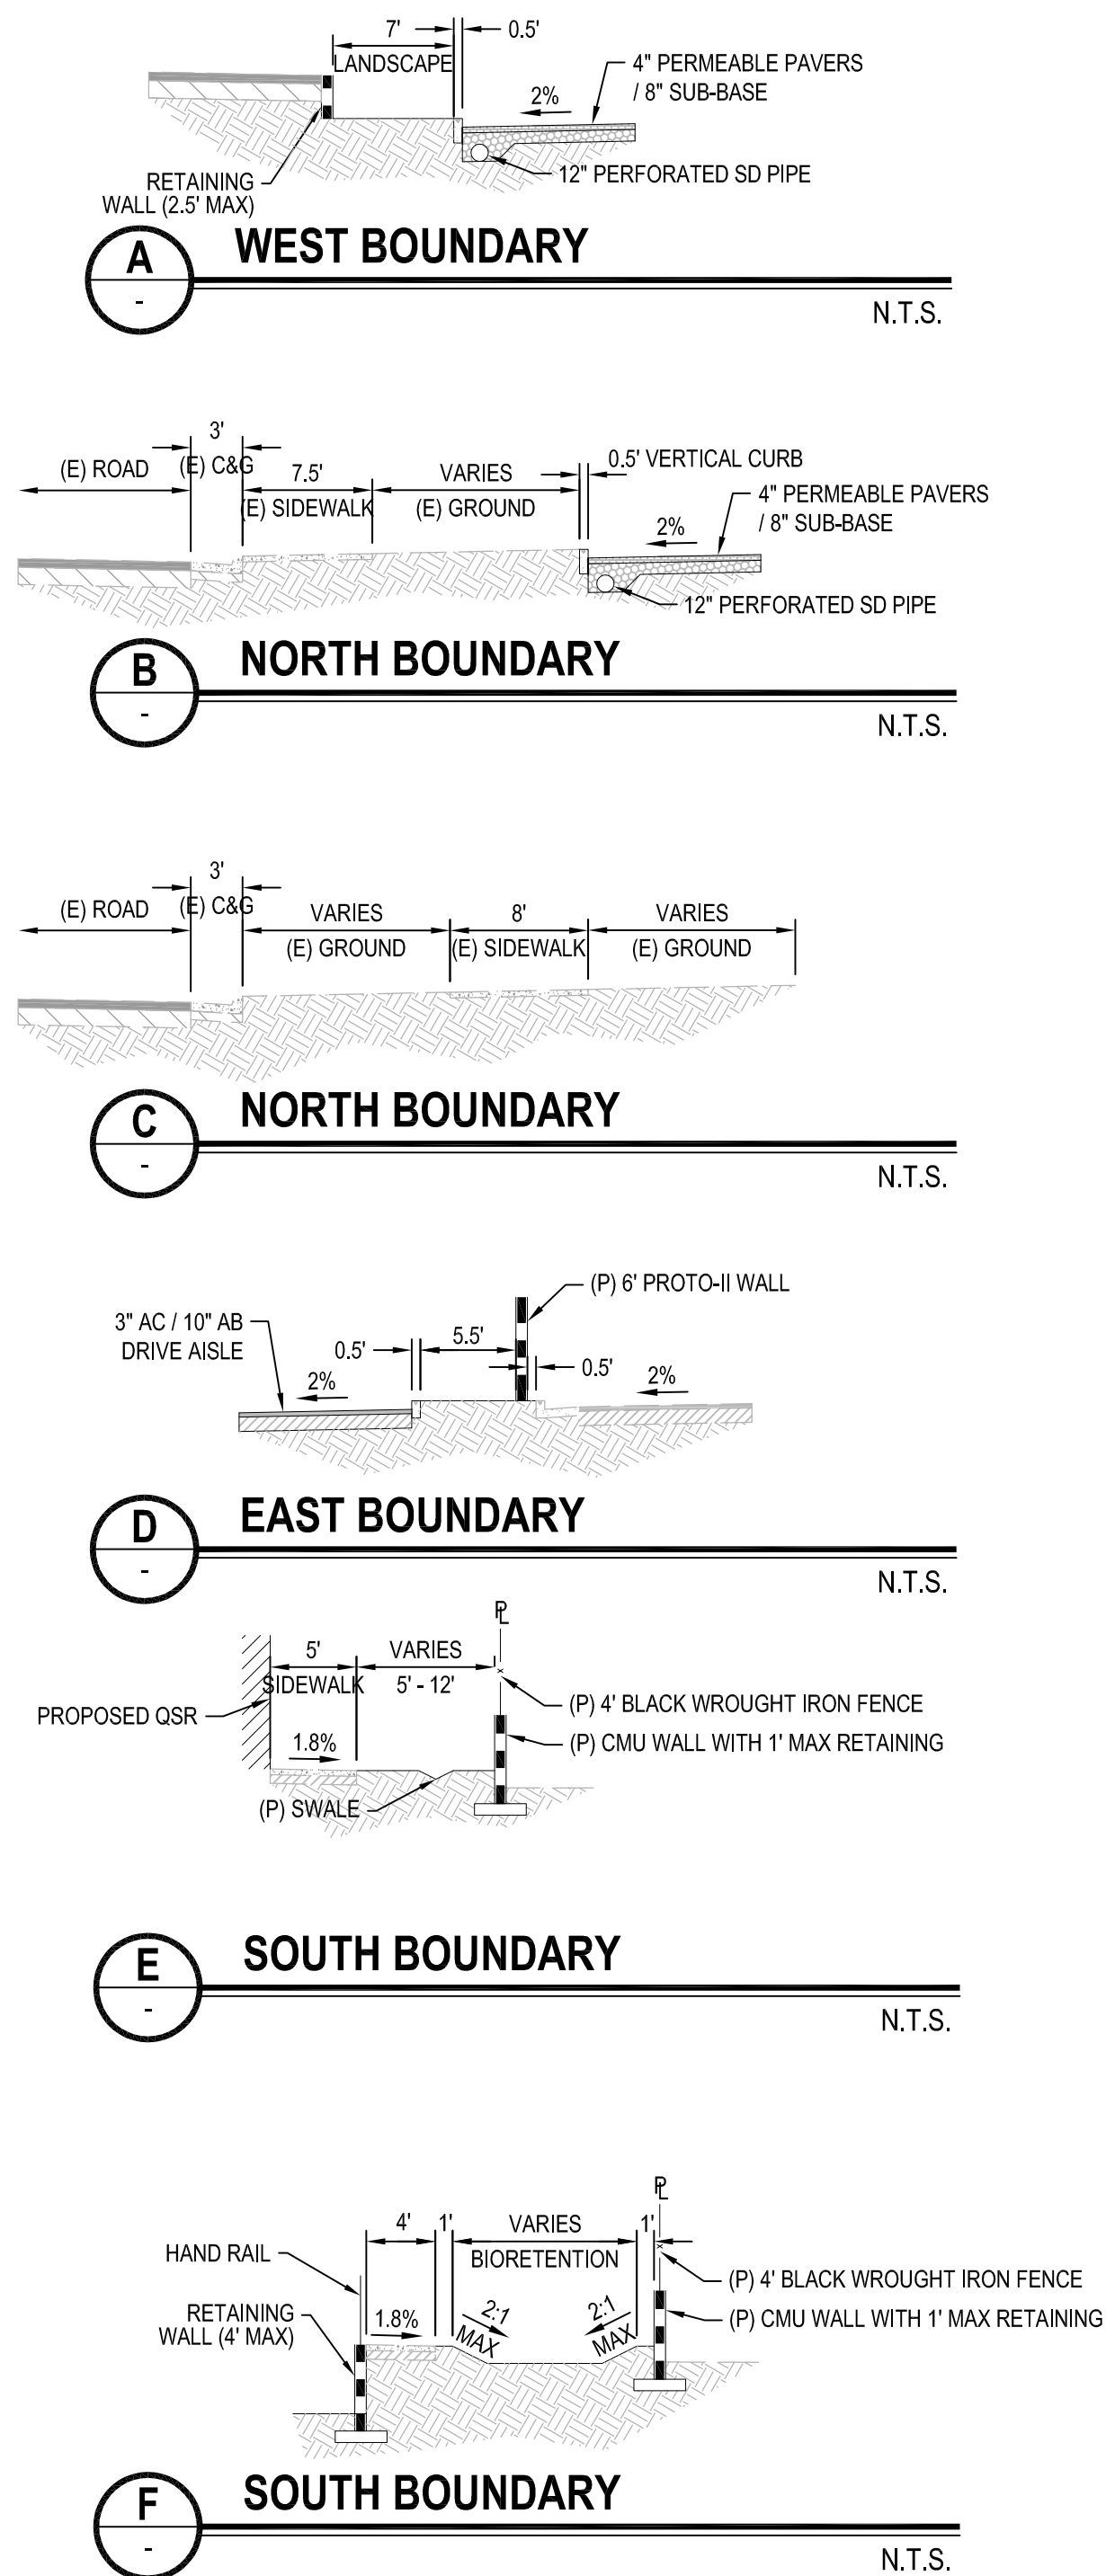 7'
0.5'
LANDSCAPE
4" PERMEABLE PAVERS
/ 8" SUB-BASE
2%
12" PERFORATED SD PIPE
RETAINING
WALL (2.5' MAX)
A
-
WEST BOUNDARY
N.T.S.
3'
(E) ROAD
(E) C&G
7.5'
(E) SIDEWALK
VARIES
(E) GROUND
0.5' VERTICAL CURB
4" PERMEABLE PAVERS
/ 8" SUB-BASE
2%
12" PERFORATED SD PIPE
B
-
NORTH BOUNDARY
N.T.S.
3'
(E) ROAD
(E) C&G
VARIES
(E) GROUND
8'
(E) SIDEWALK
VARIES
(E) GROUND
C
-
NORTH BOUNDARY
N.T.S.
(P) 6' PROTO-II WALL
3" AC / 10" AB
DRIVE AISLE
0.5'
5.5'
0.5'
2%
2%
D
-
EAST BOUNDARY
N.T.S.
PL
5'
SIDEWALK
VARIES
5' - 12'
PROPOSED QSR
(P) 4' BLACK WROUGHT IRON FENCE
(P) CMU WALL WITH 1' MAX RETAINING
1.8%
x
(P) SWALE
E
-
SOUTH BOUNDARY
N.T.S.
PL
4'
1'
VARIES
BIORETENTION
1'
HAND RAIL
x
(P) 4' BLACK WROUGHT IRON FENCE
(P) CMU WALL WITH 1' MAX RETAINING
RETAINING
WALL (4' MAX)
1.8%
2:1
MAX
2:1
MAX
F
-
SOUTH BOUNDARY
N.T.S.